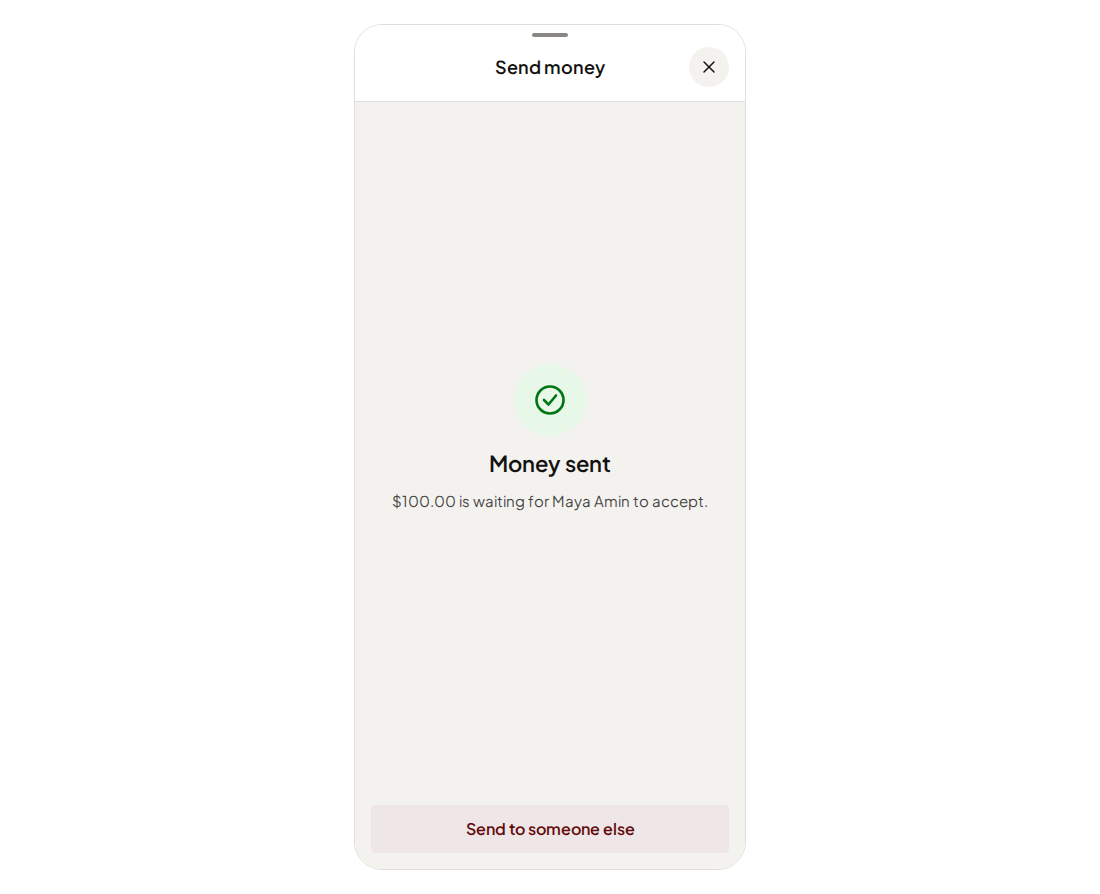 Send money
Money sent
$100.00 is waiting for Maya Amin to accept.
Send to someone else